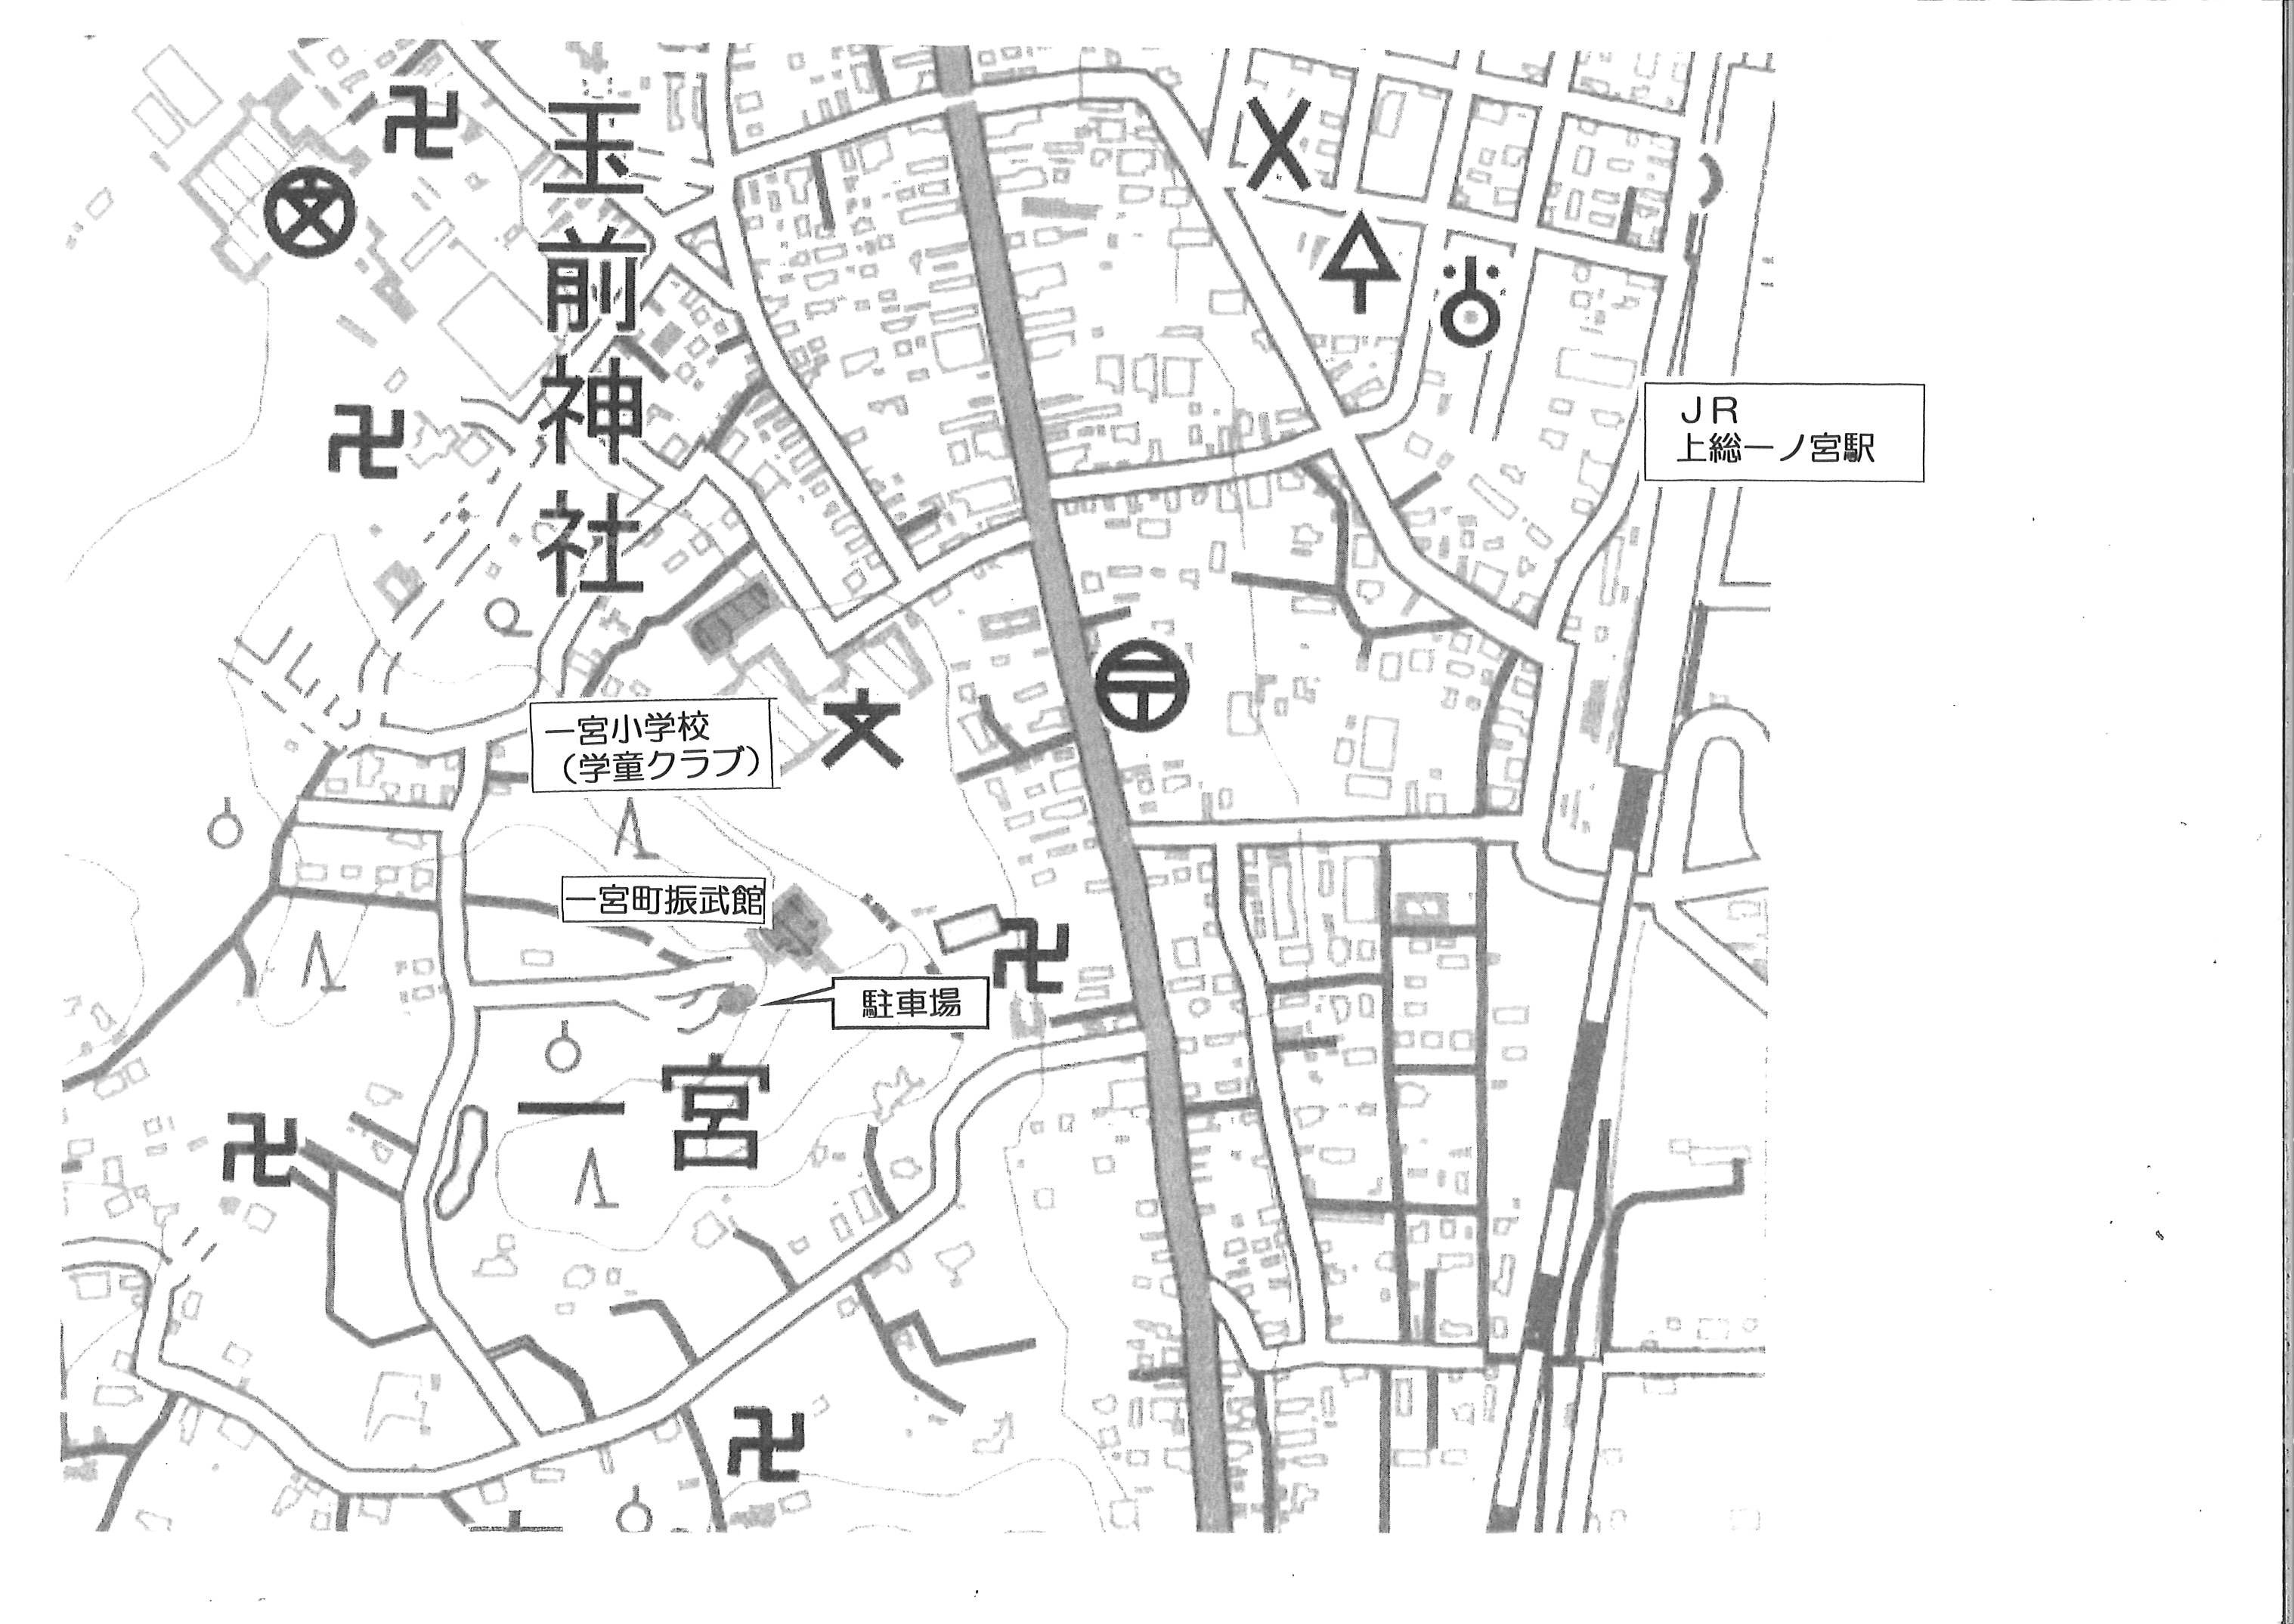 玉前神社
JR
上総一ノ宮駅
一宮小学校
(学童クラブ)
文
一宮町振武館
駐車場
一宮